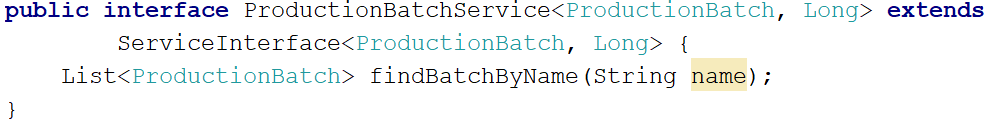 public interface ProductionBatchService<ProductionBatch, Long> extends
ServiceInterface<ProductionBatch, Long> {
List<ProductionBatch> findBatchByName(String name);
}